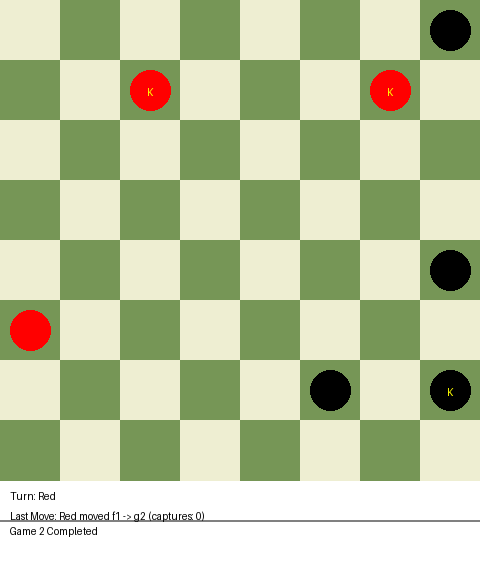 K
K
K
Turn: Red
Last Move: Red moved f1 -> g2 (captures: 0)
Game 2 Completed